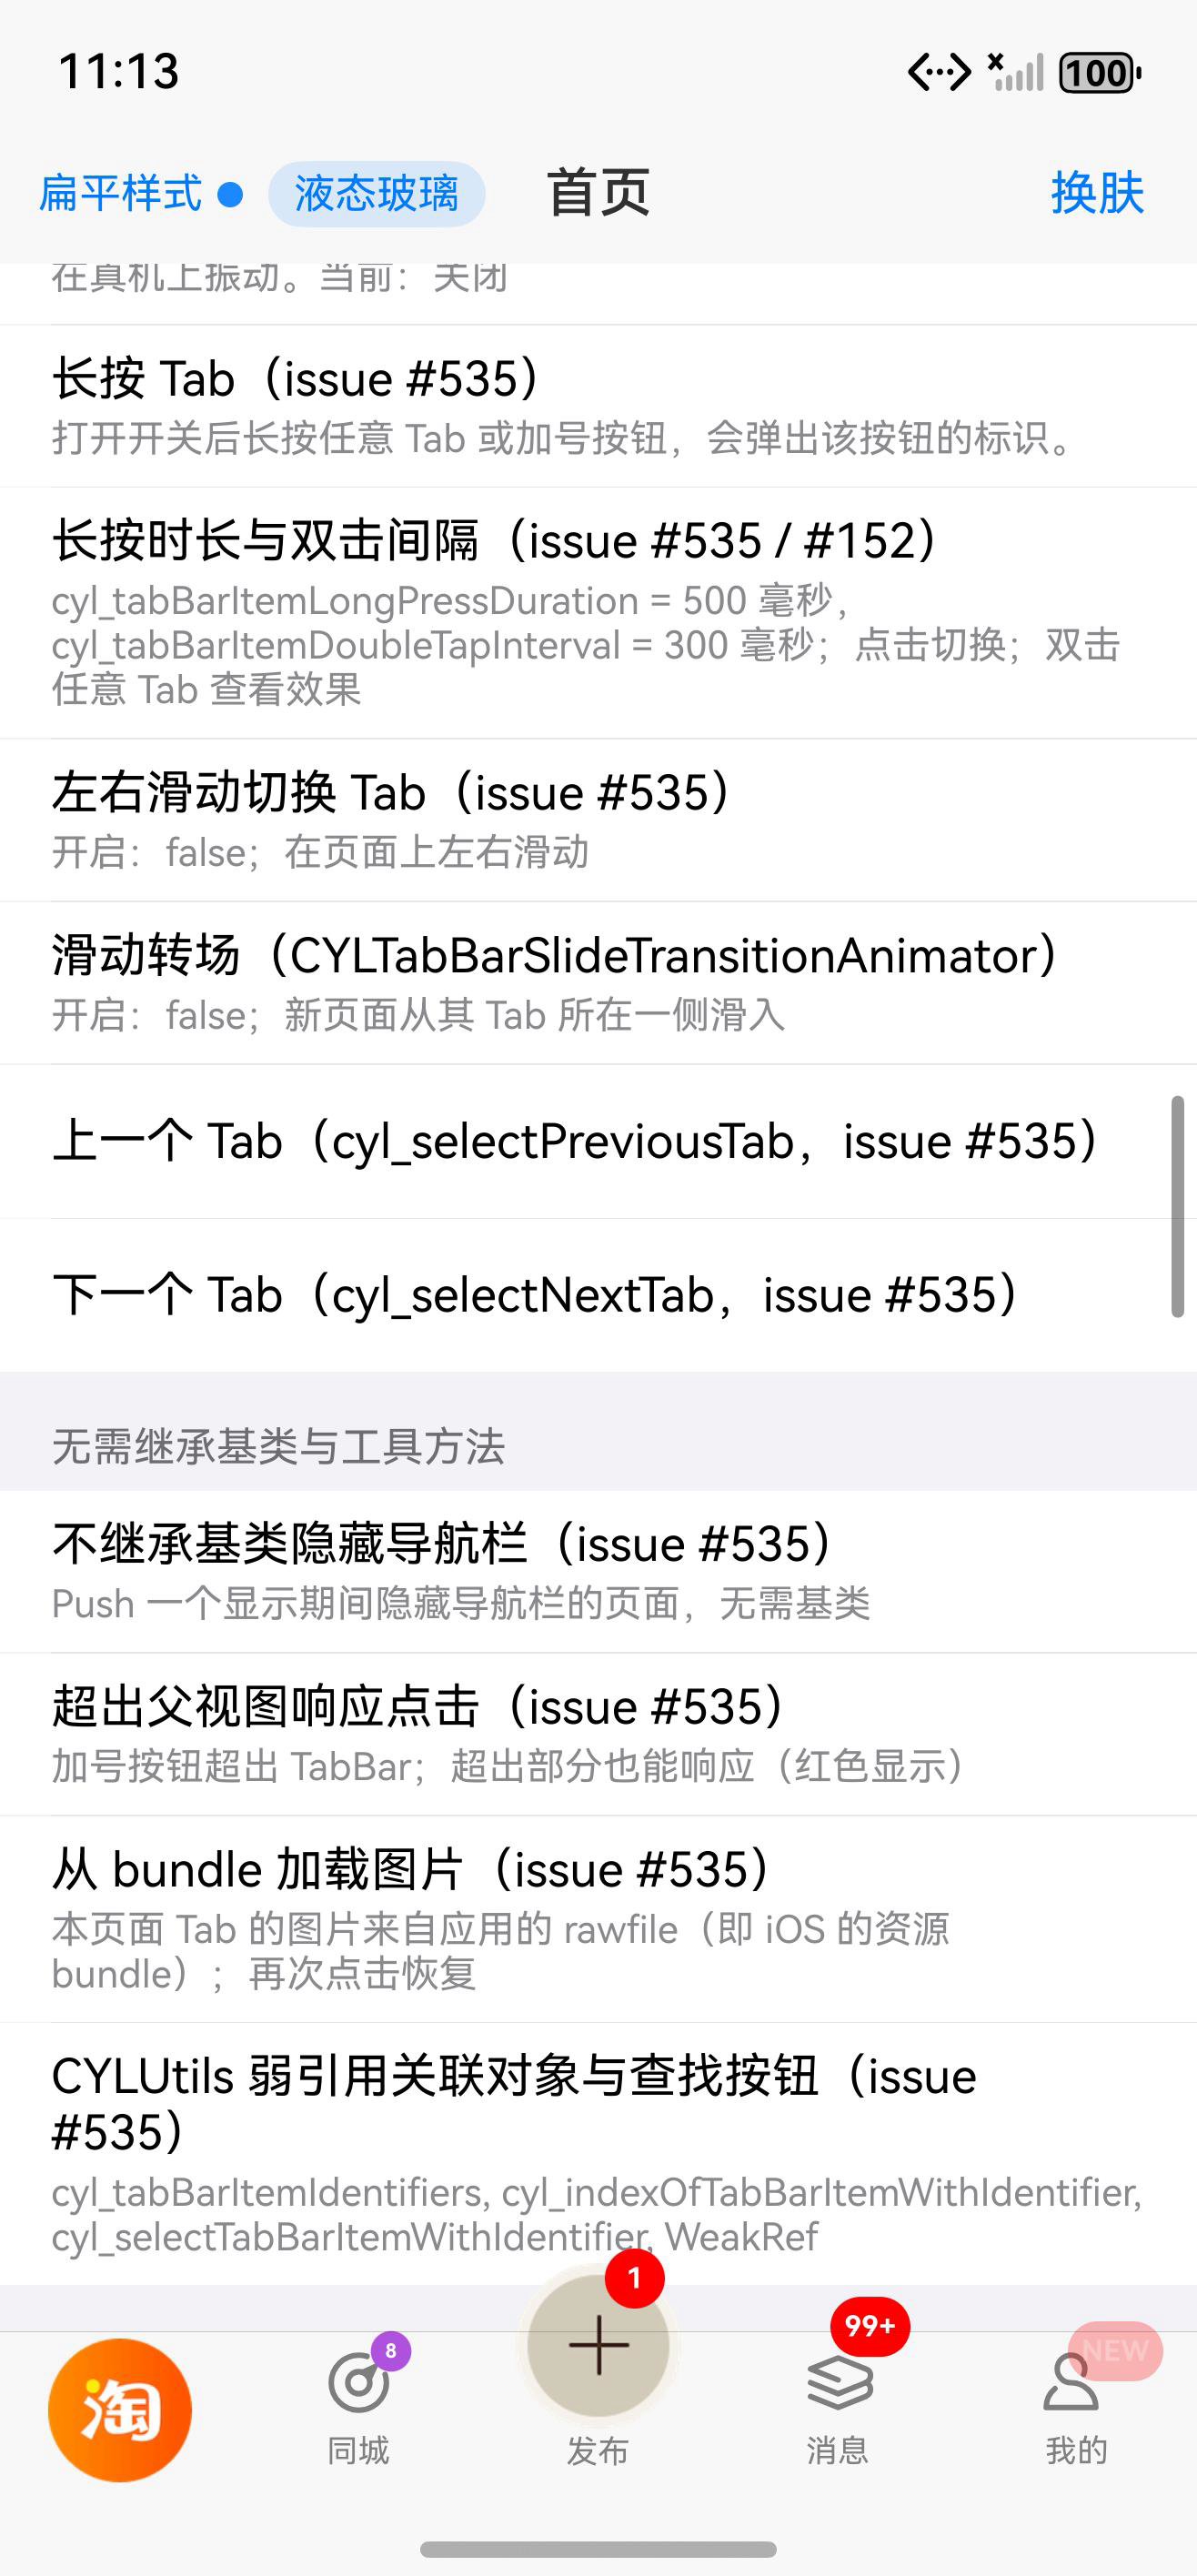 11:13
100
扁平样式
液态玻璃
首页
换肤
在真机上振动。当前：关闭
长按 Tab（issue #535）
打开开关后长按任意 Tab 或加号按钮，会弹出该按钮的标识。
长按时长与双击间隔（issue #535 / #152）
cyl_tabBarItemLongPressDuration = 500 毫秒，
cyl_tabBarItemDoubleTapInterval = 300 毫秒；点击切换；双击
任意 Tab 查看效果
左右滑动切换 Tab（issue #535）
开启：false；在页面上左右滑动
滑动转场（CYLTabBarSlideTransitionAnimator）
开启：false；新页面从其 Tab 所在一侧滑入
上一个 Tab（cyl_selectPreviousTab，issue #535）
下一个 Tab（cyl_selectNextTab，issue #535）
无需继承基类与工具方法
不继承基类隐藏导航栏（issue #535）
Push 一个显示期间隐藏导航栏的页面，无需基类
超出父视图响应点击（issue #535）
加号按钮超出 TabBar；超出部分也能响应（红色显示）
从 bundle 加载图片（issue #535）
本页面 Tab 的图片来自应用的 rawfile（即 iOS 的资源
bundle）；再次点击恢复
CYLUtils 弱引用关联对象与查找按钮（issue
#535）
cyl_tabBarItemIdentifiers, cyl_indexOfTabBarItemWithIdentifier,
cyl_selectTabBarItemWithIdentifier, WeakRef
1
99+
8
NEW
淘
同城
发布
消息
我的